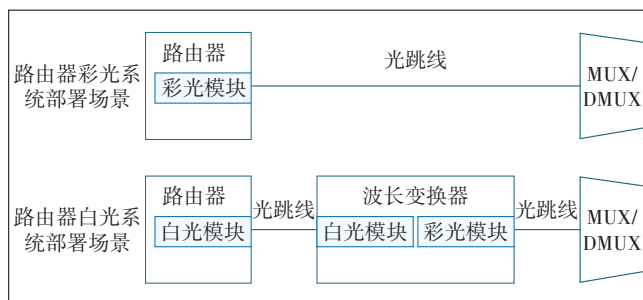 路由器彩光系
统部署场景
路由器
彩光模块
光跳线
MUX/
DMUX
路由器白光系
统部署场景
路由器
白光模块
光跳线
波长变换器
白光模块
彩光模块
光跳线
MUX/
DMUX